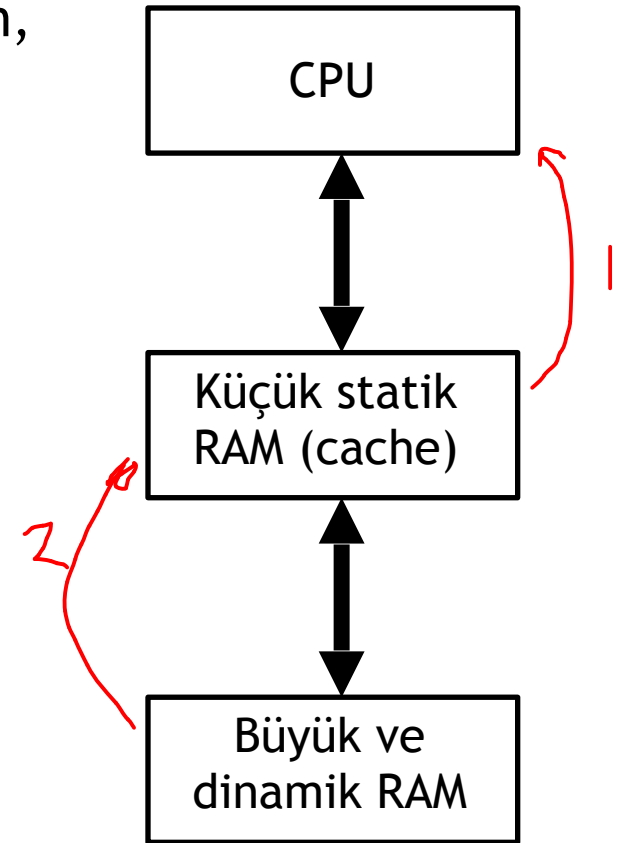 n,
CPU
1
Küçük statik
RAM (cache)
2
Büyük ve
dinamik RAM